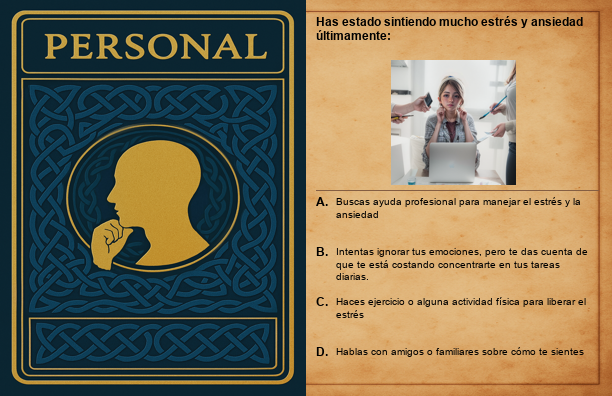 PERSONAL
Has estado sintiendo mucho estrés y ansiedad
últimamente:
A. Buscas ayuda profesional para manejar el estrés y la
ansiedad
B. Intentas ignorar tus emociones, pero te das cuenta de
que te está costando concentrarte en tus tareas
diarias.
C. Haces ejercicio o alguna actividad física para liberar el
estrés
D. Hablas con amigos o familiares sobre cómo te sientes